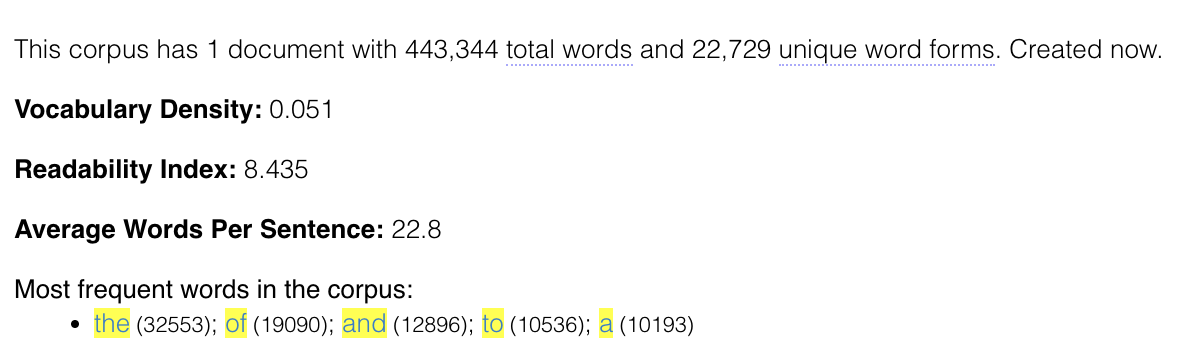 This corpus has 1 document with 443,344 total words and 22,729 unique word forms. Created now.
Vocabulary Density: 0.051
Readability Index: 8.435
Average Words Per Sentence: 22.8
Most frequent words in the corpus:
• the (32553); of (19090); and (12896); to (10536); a (10193)